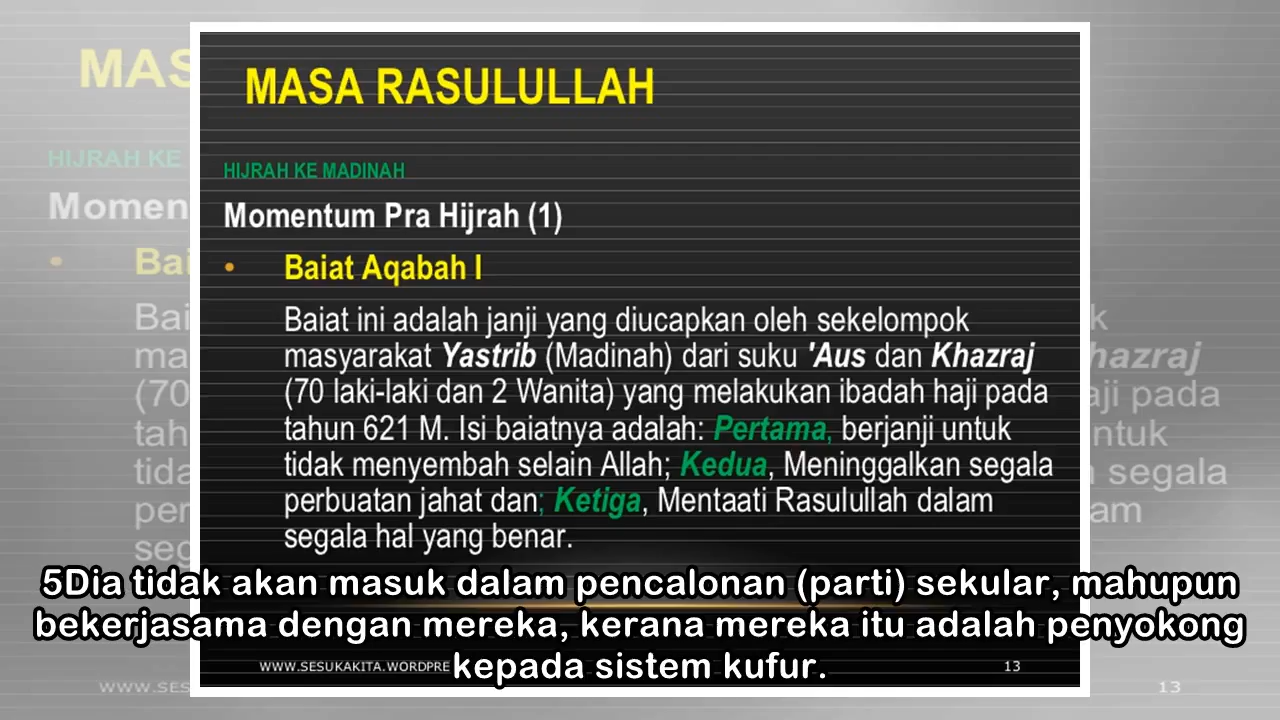 MASA RASULULLAH
HIJRAH KE MADINAH
Momentum Pra Hijrah (1)
• Baiat Aqabah I
Baiat ini adalah janji yang diucapkan oleh sekelompok
masyarakat Yastrib (Madinah) dari suku 'Aus dan Khazraj
(70 laki-laki dan 2 Wanita) yang melakukan ibadah haji pada
tahun 621 M. Isi baiatnya adalah: Pertama, berjanji untuk
tidak menyembah selain Allah; Kedua, Meninggalkan segala
perbuatan jahat dan; Ketiga, Mentaati Rasulullah dalam
segala hal yang benar.
5Dia tidak akan masuk dalam pencalonan (parti) sekular, mahupun
bekerjasama dengan mereka, kerana mereka itu adalah penyokong
kepada sistem kufur.
WWW.SESUKAKITA.WORDPRE 13